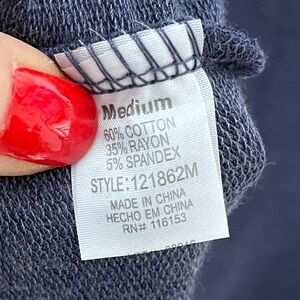 Medium
60% COTTON
35% RAYON
5% SPANDEX
STYLE:121862M
MADE IN CHINA
HECHO EM CHINA
RN# 116153